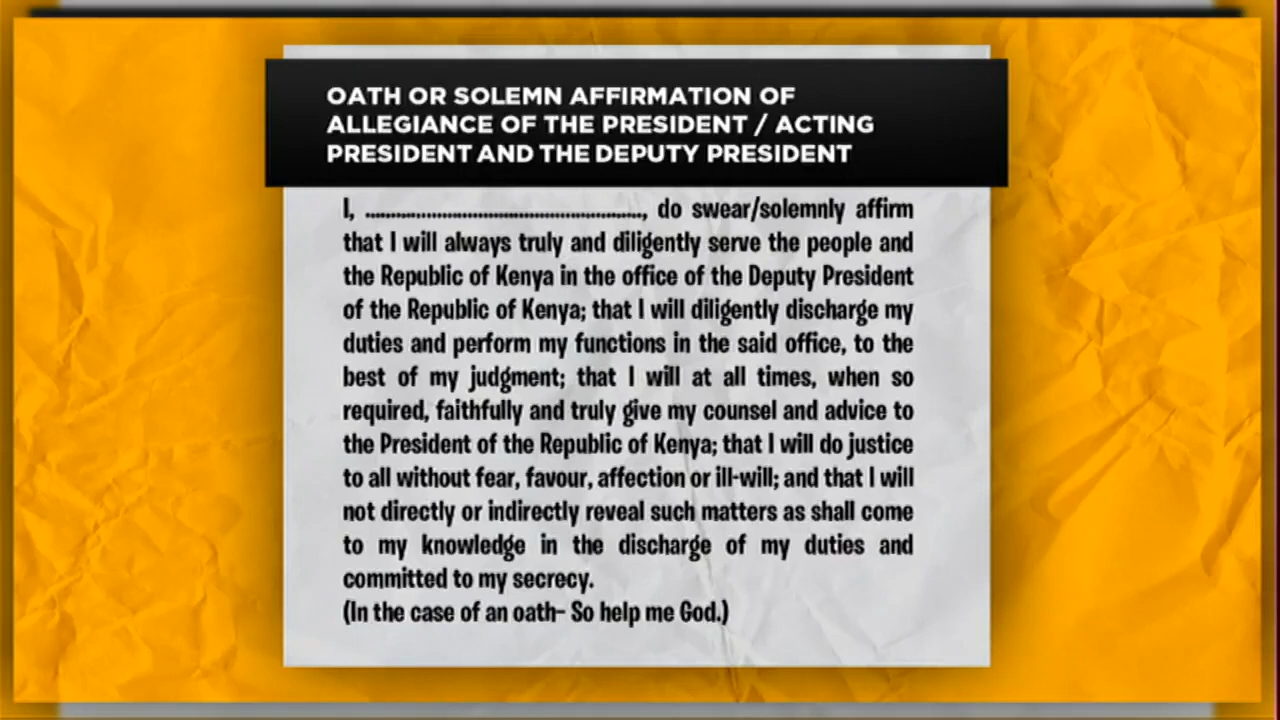 OATH OR SOLEMN AFFIRMATION OF
ALLEGIANCE OF THE PRESIDENT / ACTING
PRESIDENT AND THE DEPUTY PRESIDENT
I, ......................................................, do swear/solemnly affirm
that I will always truly and diligently serve the people and
the Republic of Kenya in the office of the Deputy President
of the Republic of Kenya; that I will diligently discharge my
duties and perform my functions in the said office, to the
best of my judgment; that I will at all times, when so
required, faithfully and truly give my counsel and advice to
the President of the Republic of Kenya; that I will do justice
to all without fear, favour, affection or ill-will; and that I will
not directly or indirectly reveal such matters as shall come
to my knowledge in the discharge of my duties and
committed to my secrecy.
(In the case of an oath– So help me God.)